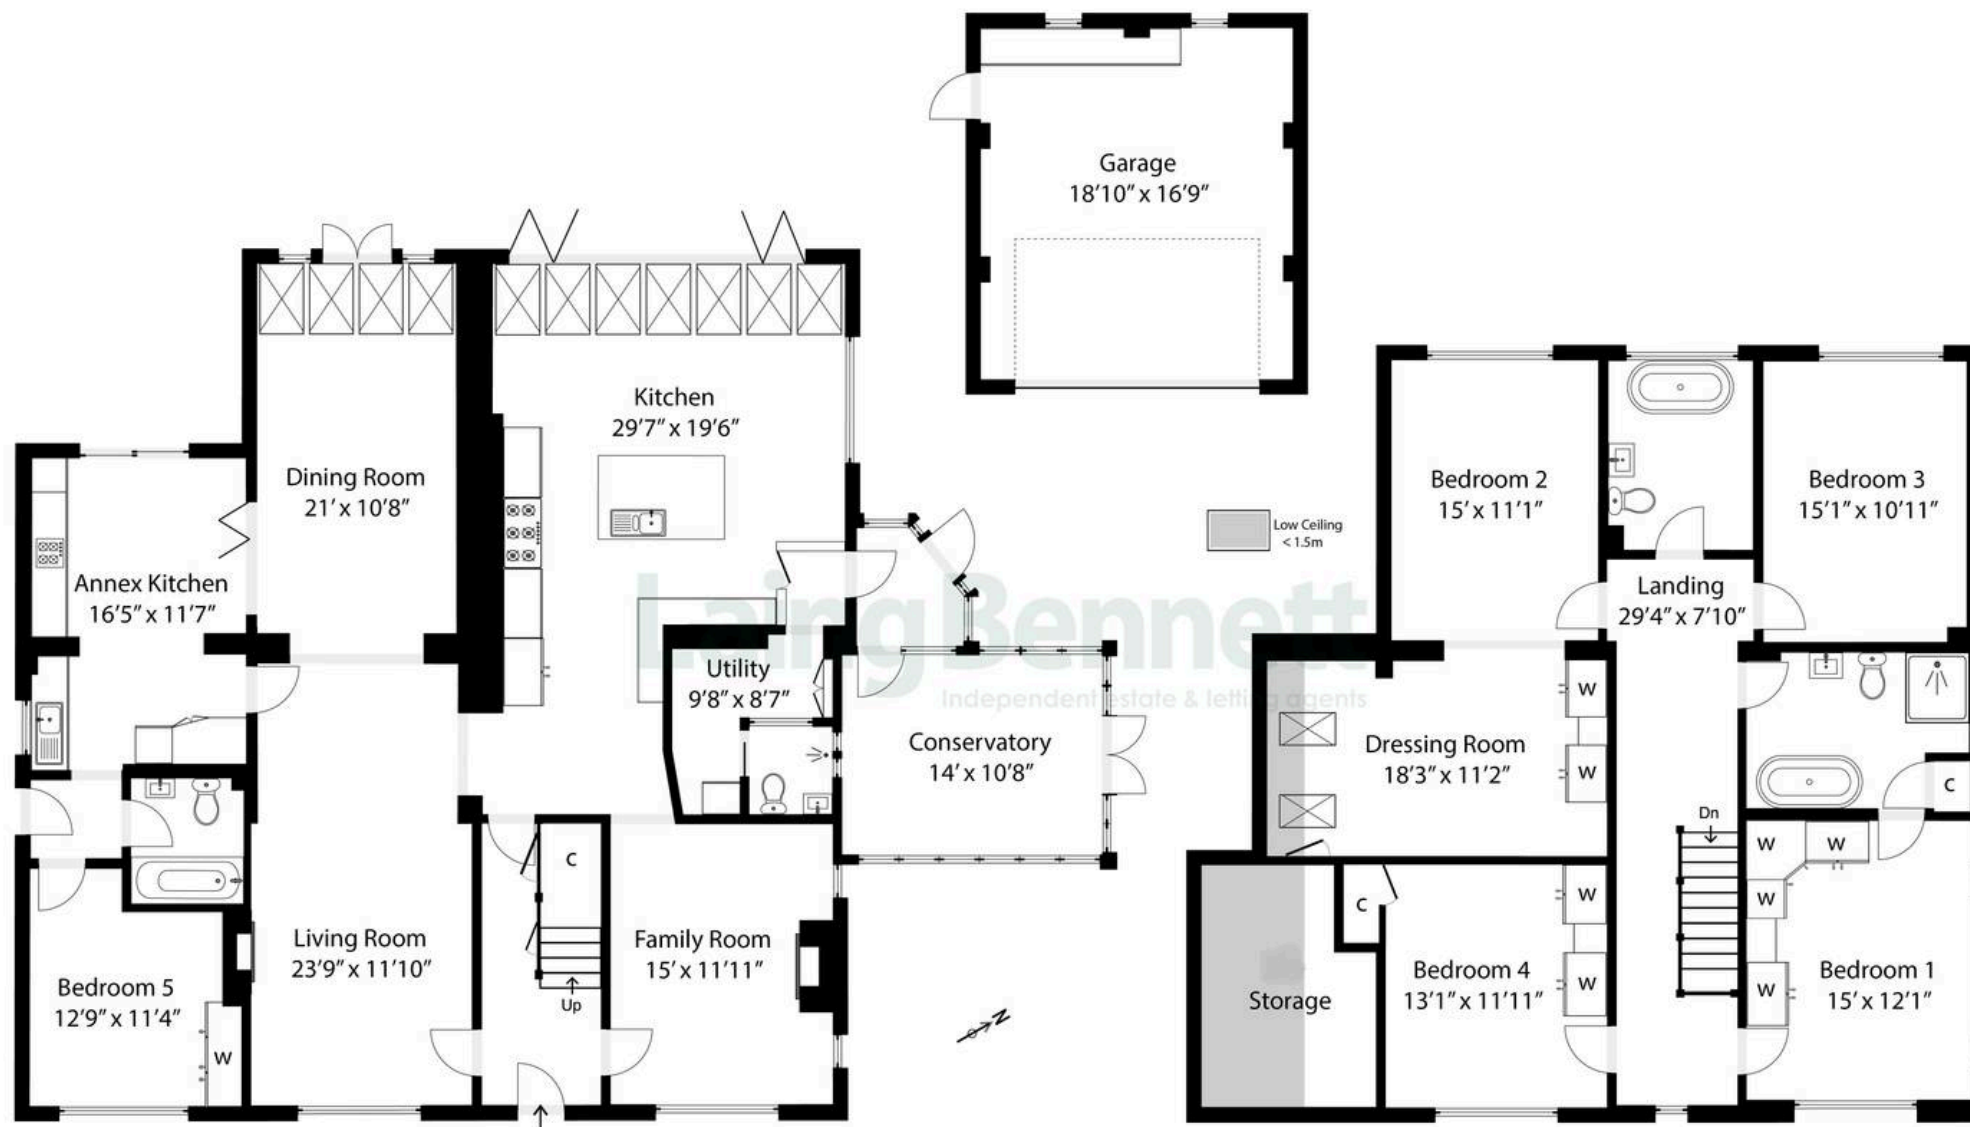 Garage
18'10" x 16'9"
Kitchen
29'7" x 19'6"
Dining Room
21' x 10'8"
Annex Kitchen
16'5" x 11'7"
Utility
9'8" x 8'7"
Conservatory
14' x 10'8"
C
Living Room
23'9" x 11'10"
Family Room
15' x 11'11"
Bedroom 5
12'9" x 11'4"
W
Up
N
Low Ceiling
< 1.5m
Laing Bennett
Independent estate & letting agents
Bedroom 2
15' x 11'1"
Bedroom 3
15'1" x 10'11"
Landing
29'4" x 7'10"
Dressing Room
18'3" x 11'2"
W
W
C
Dn
W
W
W
W
Bedroom 1
15' x 12'1"
C
W
W
Bedroom 4
13'1" x 11'11"
Storage